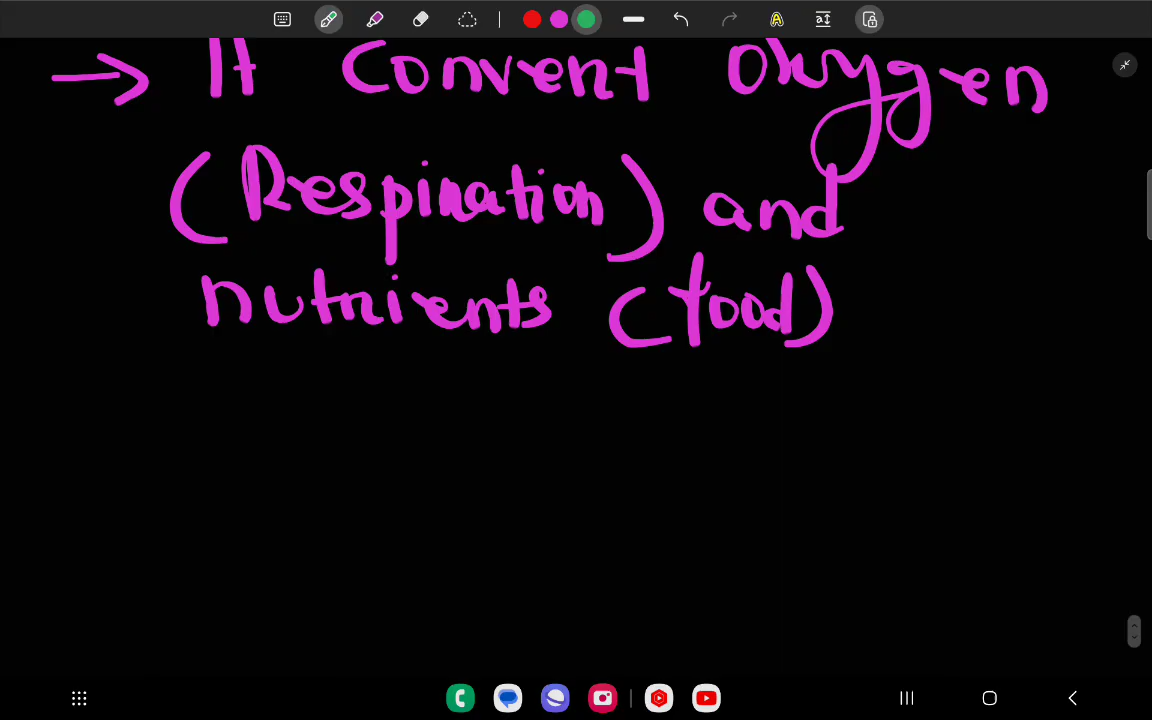 → It Convert Oxygen
(Respiration) and
nutrients (food)